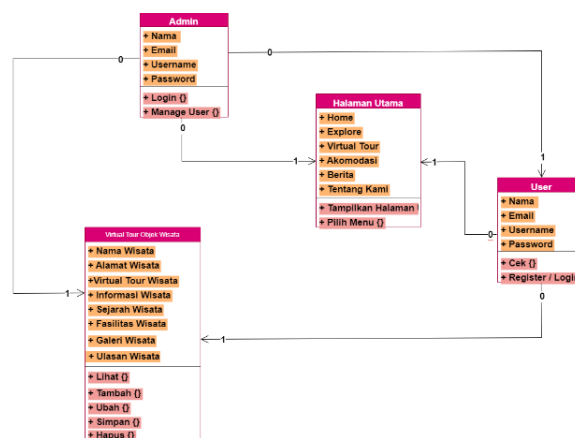 Admin
+ Nama
+ Email
+ Username
+ Password
+ Login {}
+ Manage User {}
0
0
0
1
Halaman Utama
+ Home
+ Explore
+ Virtual Tour
+ Akomodasi
+ Berita
+ Tentang Kami
+ Tampilkan Halaman
+ Pilih Menu {}
1
1
0
User
+ Nama
+ Email
+ Username
+ Password
+ Cek {}
+ Register / Logi
0
Virtual Tour Objek Wisata
+ Nama Wisata
+ Alamat Wisata
+Virtual Tour Wisata
+ Informasi Wisata
+ Sejarah Wisata
+ Fasilitas Wisata
+ Galeri Wisata
+ Ulasan Wisata
+ Lihat {}
+ Tambah {}
+ Ubah {}
+ Simpan {}
+ Hapus {}
1
1